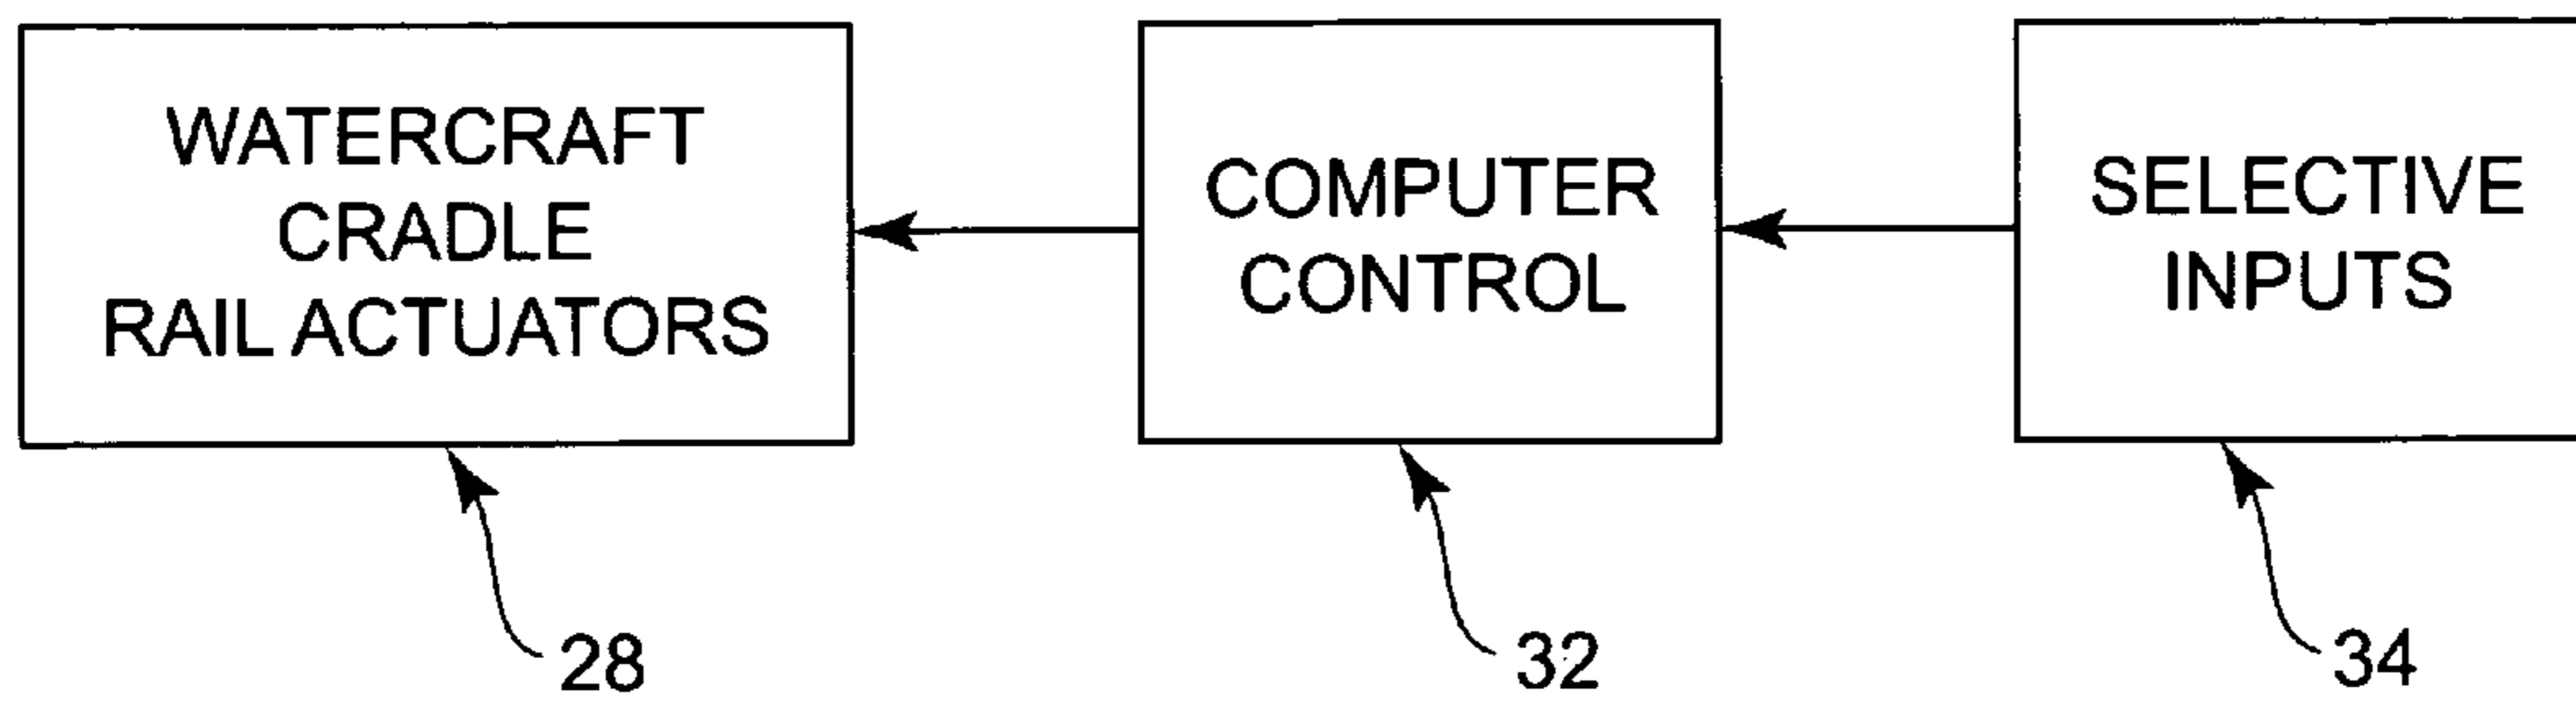 WATERCRAFT
CRADLE
RAIL ACTUATORS
COMPUTER
CONTROL
SELECTIVE
INPUTS
28
32
34